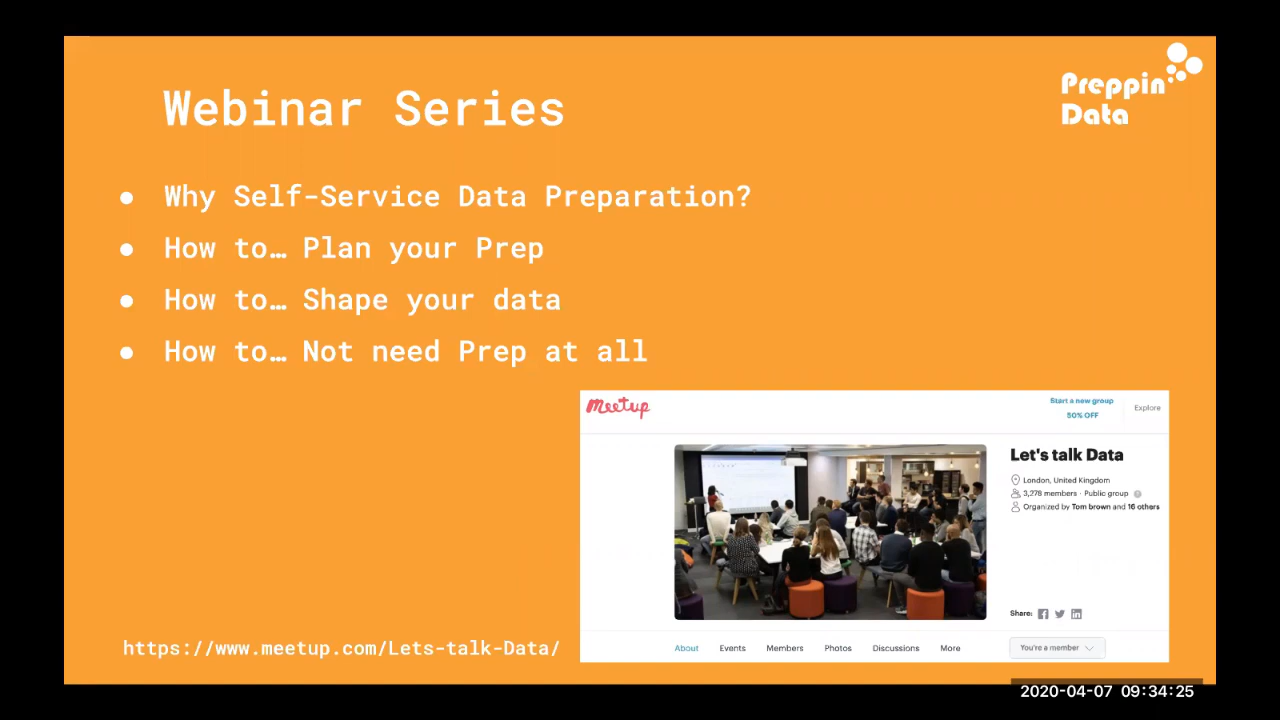 Webinar Series
Preppin
Data
● Why Self-Service Data Preparation?
● How to… Plan your Prep
● How to… Shape your data
● How to… Not need Prep at all
meetup
Start a new group
50% OFF
Explore
Let's talk Data
London, United Kingdom
3,278 members · Public group
Organized by Tom brown and 16 others
Share:
About Events Members Photos Discussions More
You're a member
https://www.meetup.com/Lets-talk-Data/
2020-04-07 09:34:25